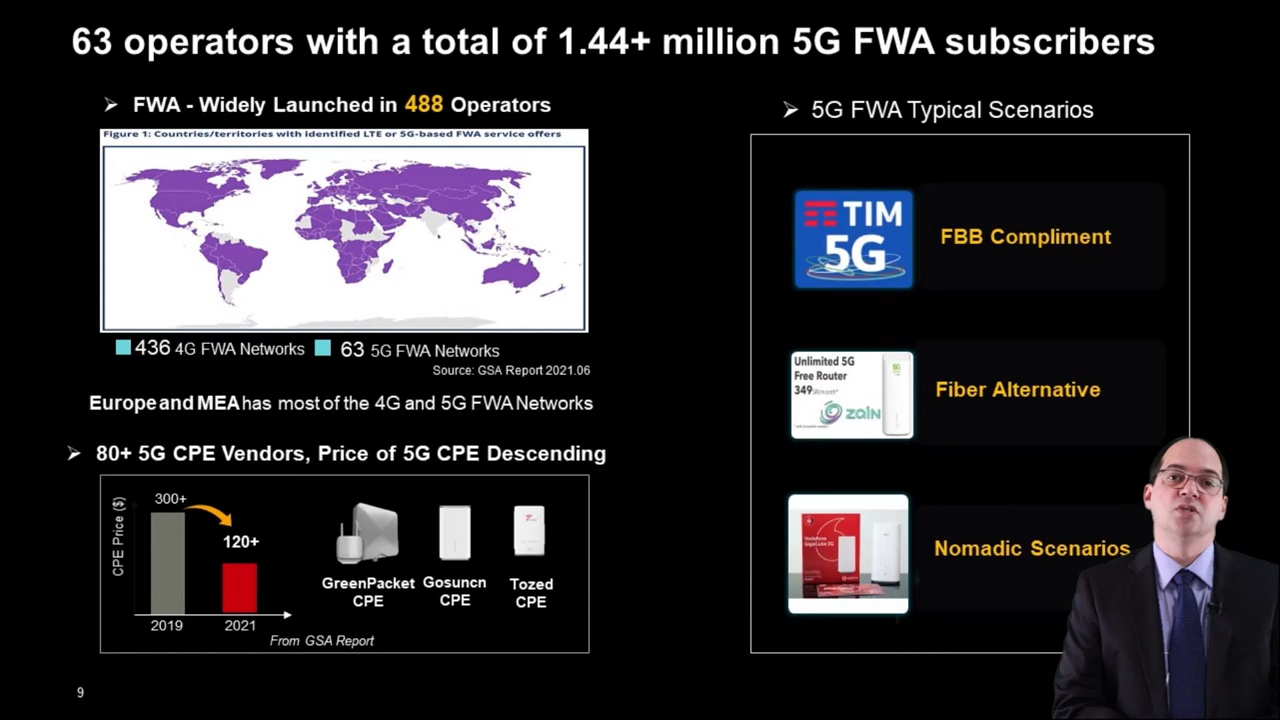 63 operators with a total of 1.44+ million 5G FWA subscribers
FWA - Widely Launched in 488 Operators
Figure 1: Countries/territories with identified LTE or 5G-based FWA service offers
436 4G FWA Networks
63 5G FWA Networks
Source: GSA Report 2021.06
Europe and MEA has most of the 4G and 5G FWA Networks
80+ 5G CPE Vendors, Price of 5G CPE Descending
CPE Price ($)
300+
120+
2019
2021
GreenPacket
CPE
Gosuncn
CPE
Tozed
CPE
From GSA Report
5G FWA Typical Scenarios
TIM
5G
FBB Compliment
Unlimited 5G
Free Router
349 SR/month*
zain
5G
Fiber Alternative
Vodafone
GigaCube 5G
Nomadic Scenarios
9